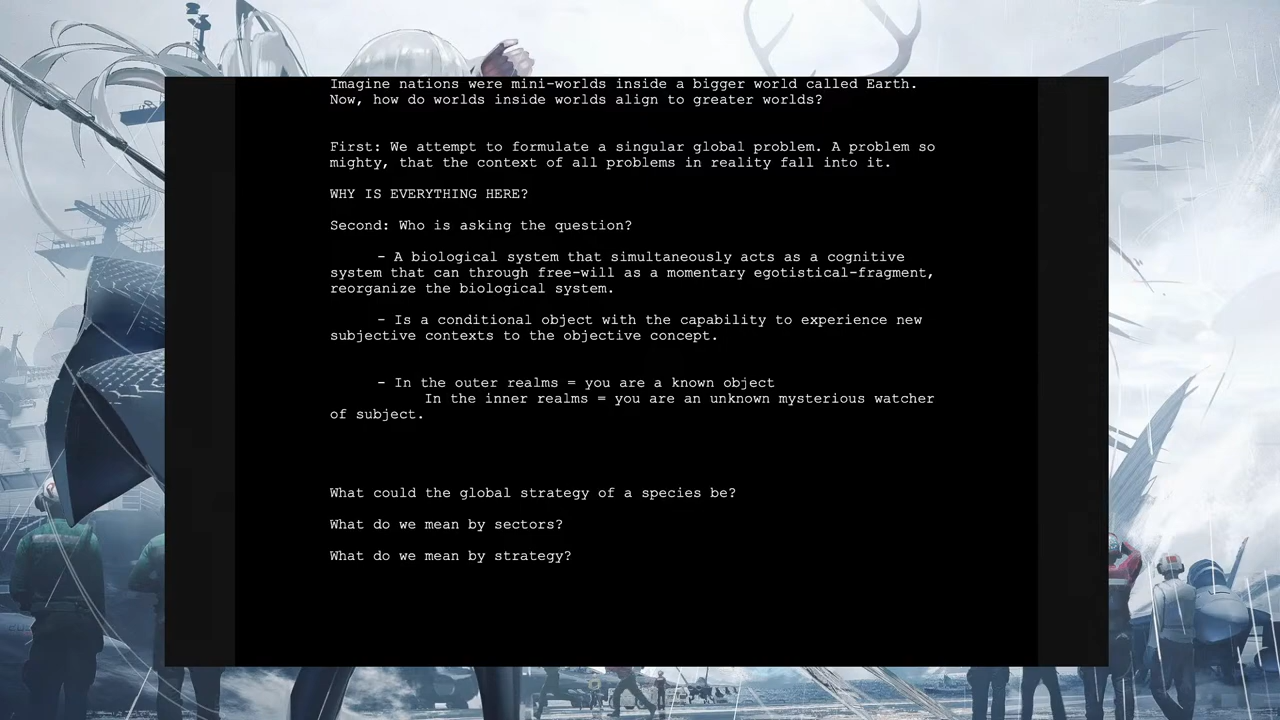 Imagine nations were mini-worlds inside a bigger world called Earth.
Now, how do worlds inside worlds align to greater worlds?
First: We attempt to formulate a singular global problem. A problem so
mighty, that the context of all problems in reality fall into it.
WHY IS EVERYTHING HERE?
Second: Who is asking the question?
- A biological system that simultaneously acts as a cognitive
system that can through free-will as a momentary egotistical-fragment,
reorganize the biological system.
- Is a conditional object with the capability to experience new
subjective contexts to the objective concept.
- In the outer realms = you are a known object
In the inner realms = you are an unknown mysterious watcher
of subject.
What could the global strategy of a species be?
What do we mean by sectors?
What do we mean by strategy?